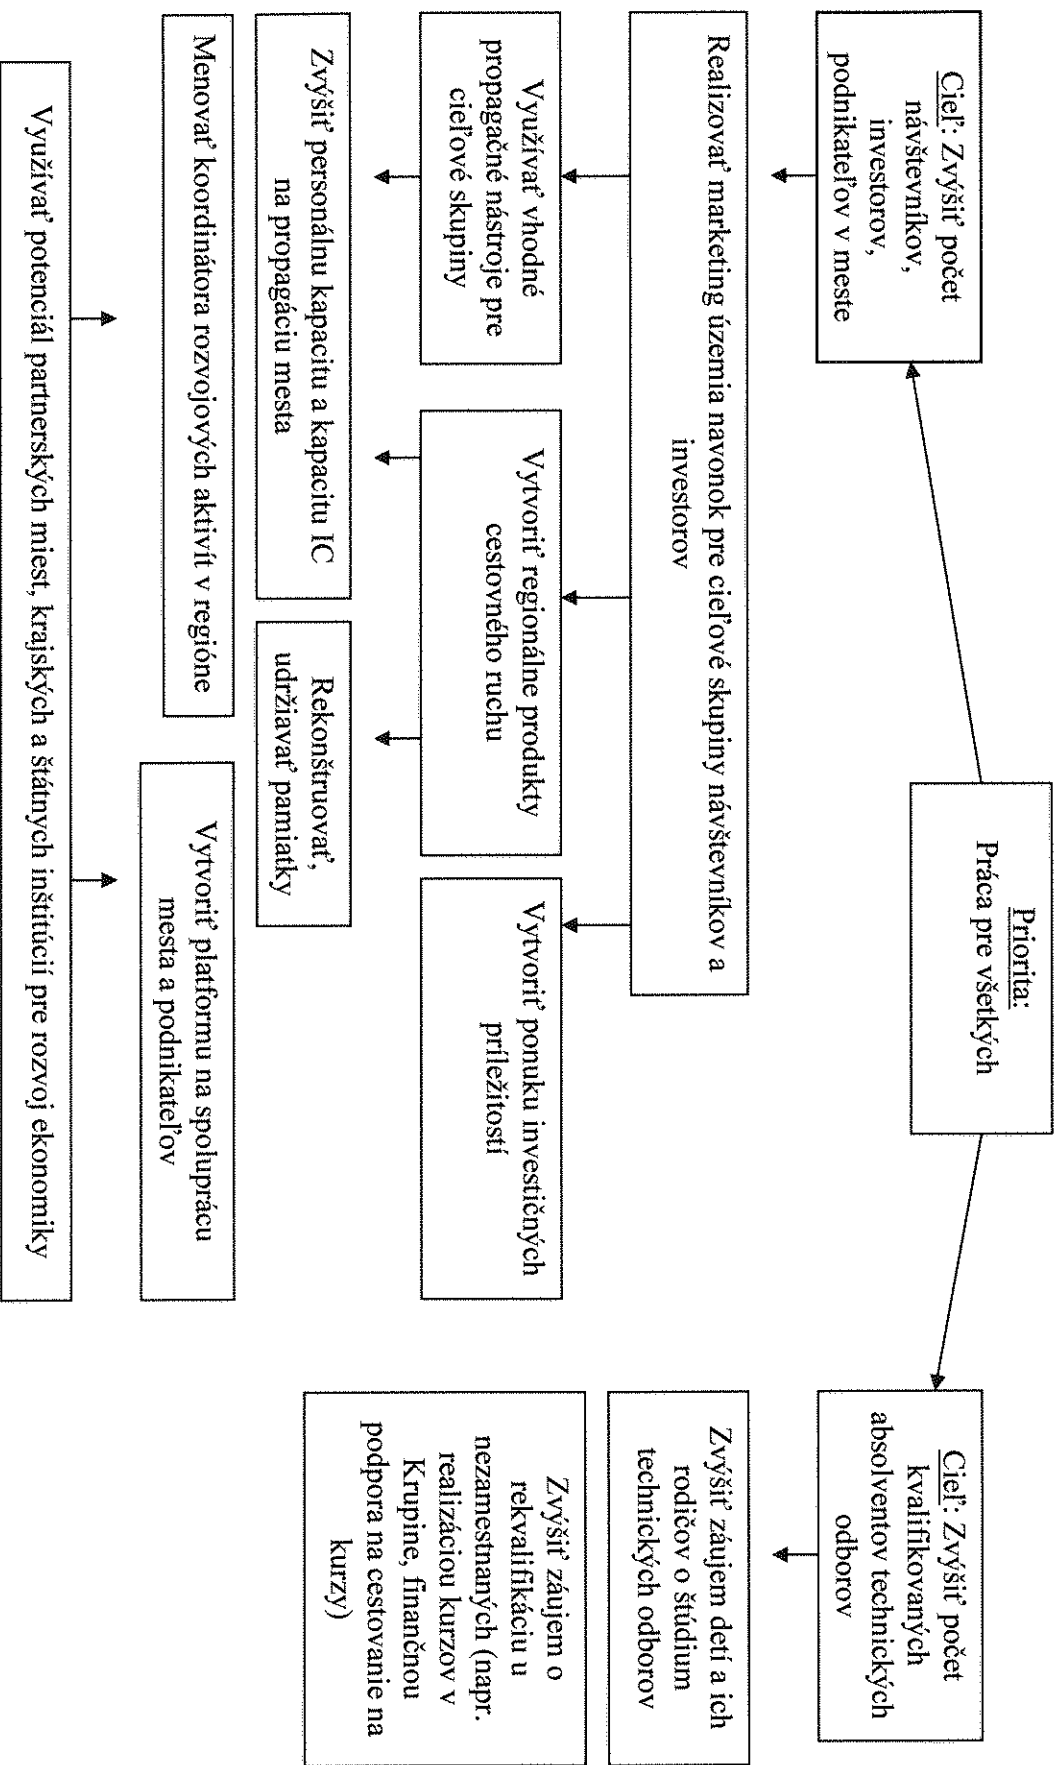 Priorita:
Práca pre všetkých
Cieľ: Zvýšiť počet
návštevníkov,
investorov,
podnikateľov v meste
Cieľ: Zvýšiť počet
kvalifikovaných
absolventov technických
odborov
Realizovať marketing územia navonok pre cieľové skupiny návštevníkov a
investorov
Zvýšiť záujem detí a ich
rodičov o štúdium
technických odborov
Využívať vhodné
propagačné nástroje pre
cieľové skupiny
Vytvoriť regionálne produkty
cestovného ruchu
Vytvoriť ponuku investičných
príležitostí
Zvýšiť záujem o
rekvalifikáciu u
nezamestnaných (napr.
realizáciou kurzov v
Krupine, finančnou
podpora na cestovanie na
kurzy)
Zvýšiť personálnu kapacitu a kapacitu IC
na propagáciu mesta
Rekonštruovať,
udržiavať pamiatky
Menovať koordinátora rozvojových aktivít v regióne
Vytvoriť platformu na spoluprácu
mesta a podnikateľov
Využívať potenciál partnerských miest, krajských a štátnych inštitúcií pre rozvoj ekonomiky